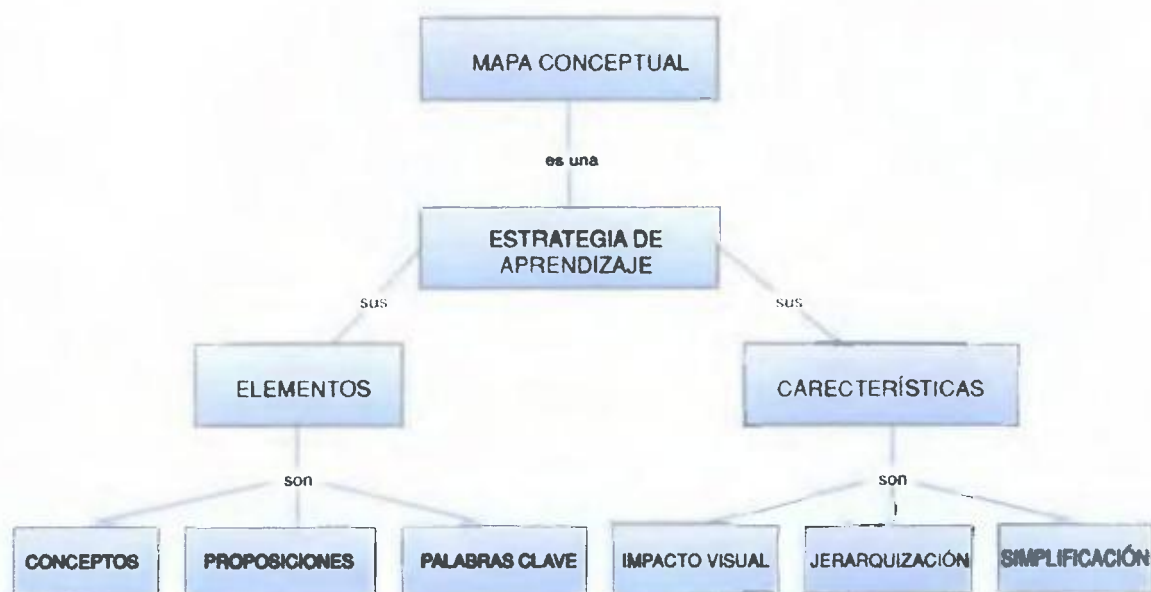 MAPA CONCEPTUAL
es una
ESTRATEGIA DE
APRENDIZAJE
sus
sus
ELEMENTOS
CARECTERÍSTICAS
son
son
CONCEPTOS
PROPOSICIONES
PALABRAS CLAVE
IMPACTO VISUAL
JERARQUIZACIÓN
SIMPLIFICACIÓN